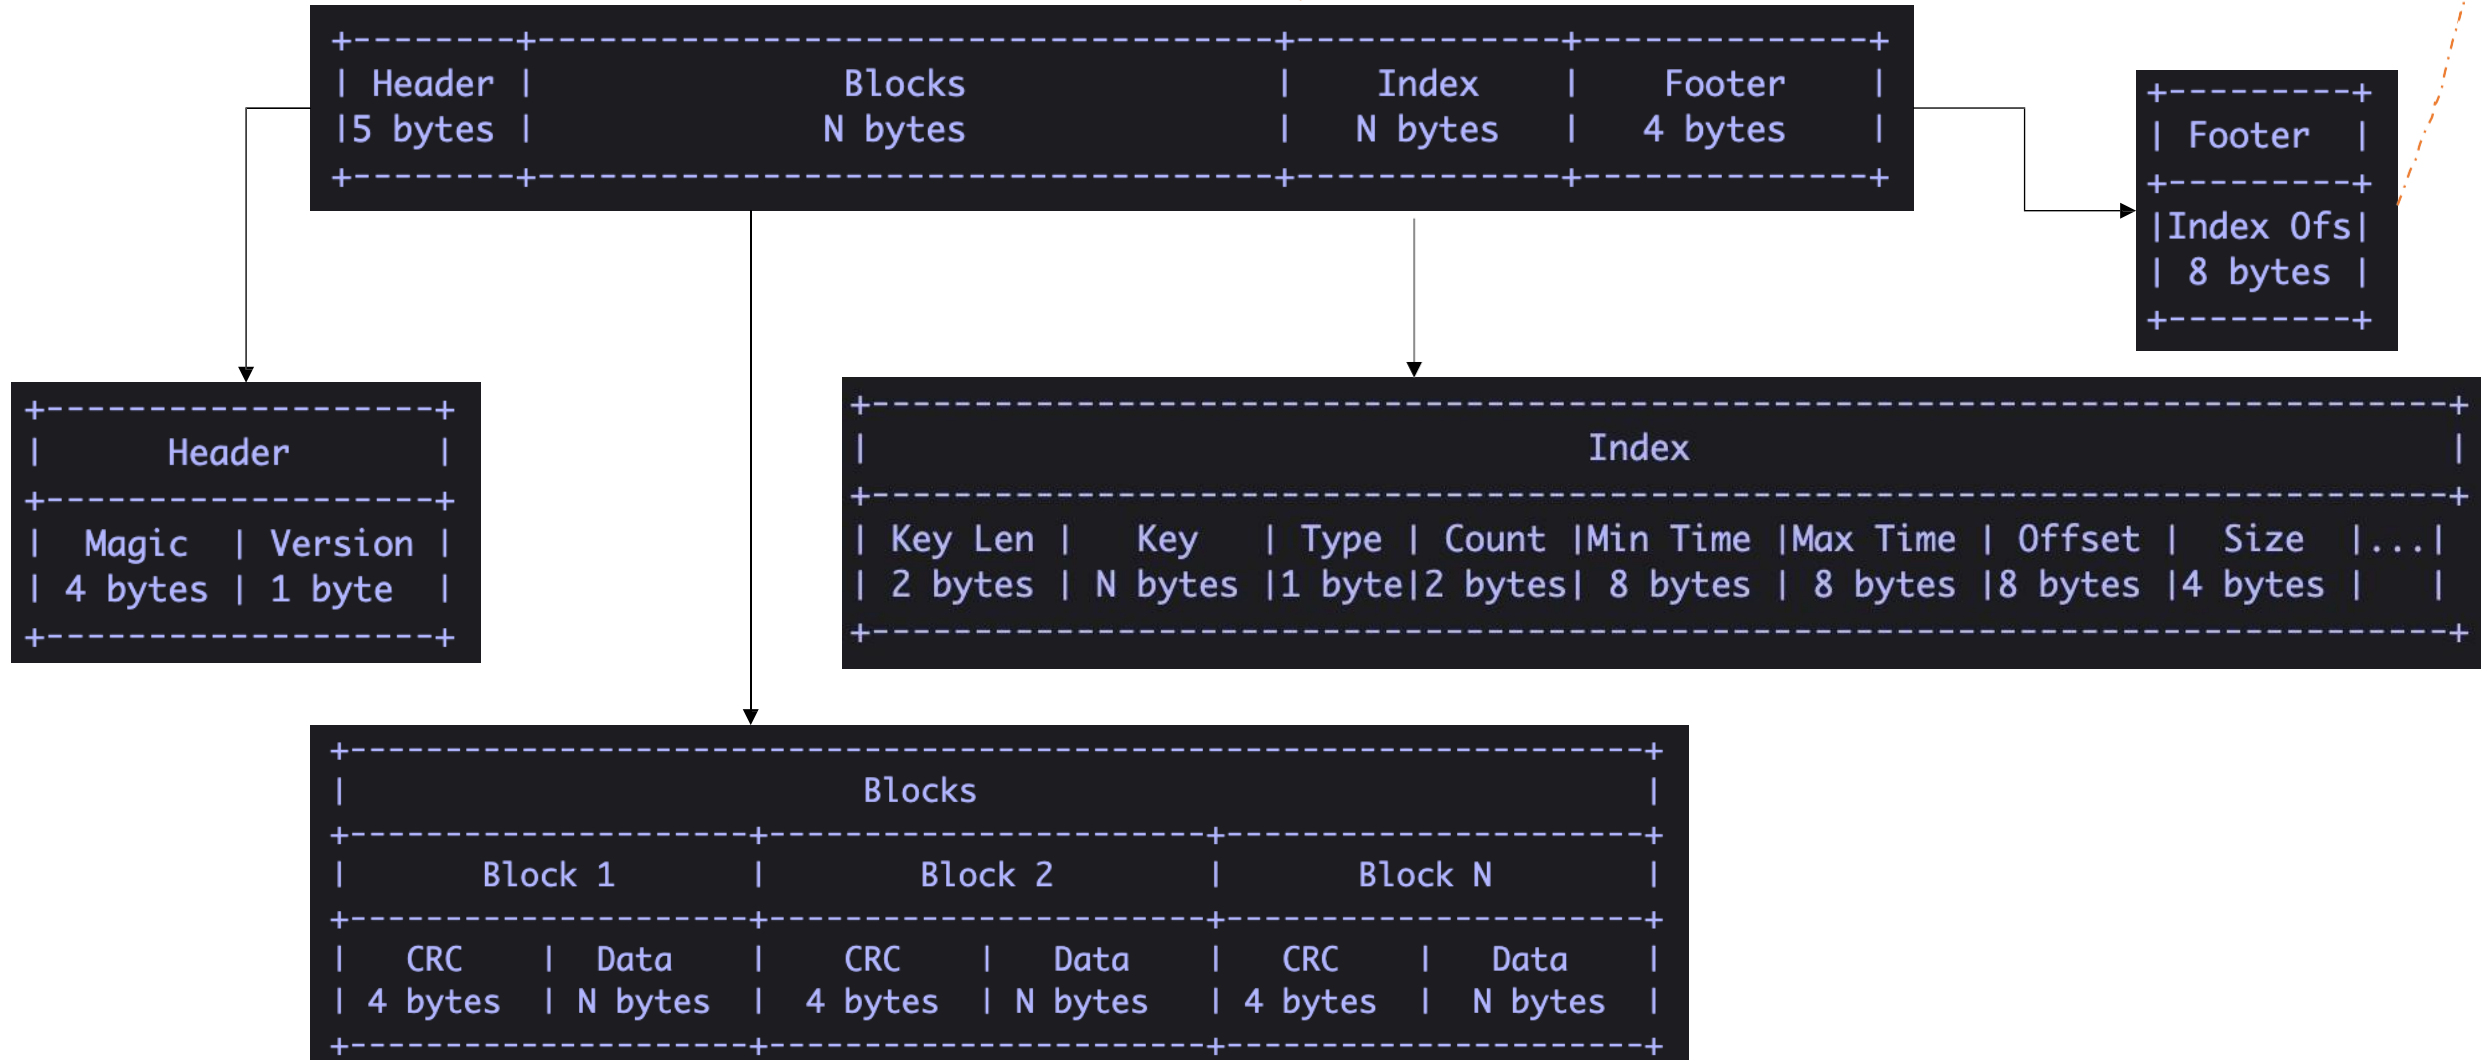 +--------+------------------------------------+-------------+--------------+
| Header | Blocks | Index | Footer |
|5 bytes | N bytes | N bytes | 4 bytes |
+--------+------------------------------------+-------------+--------------+
+---------+
| Footer |
+---------+
|Index Ofs|
| 8 bytes |
+---------+
+-------------------+
| Header |
+-------------------+
| Magic | Version |
| 4 bytes | 1 byte |
+-------------------+
+-----------------------------------------------------------------------------+
| Index |
+-----------------------------------------------------------------------------+
| Key Len | Key | Type | Count |Min Time |Max Time | Offset | Size |...|
| 2 bytes | N bytes |1 byte|2 bytes| 8 bytes | 8 bytes |8 bytes |4 bytes | |
+-----------------------------------------------------------------------------+
+--------------------------------------------------------------------+
| Blocks |
+---------------------+-----------------------+----------------------+
| Block 1 | Block 2 | Block N |
+---------------------+-----------------------+----------------------+
| CRC | Data | CRC | Data | CRC | Data |
| 4 bytes | N bytes | 4 bytes | N bytes | 4 bytes | N bytes |
+---------------------+-----------------------+----------------------+